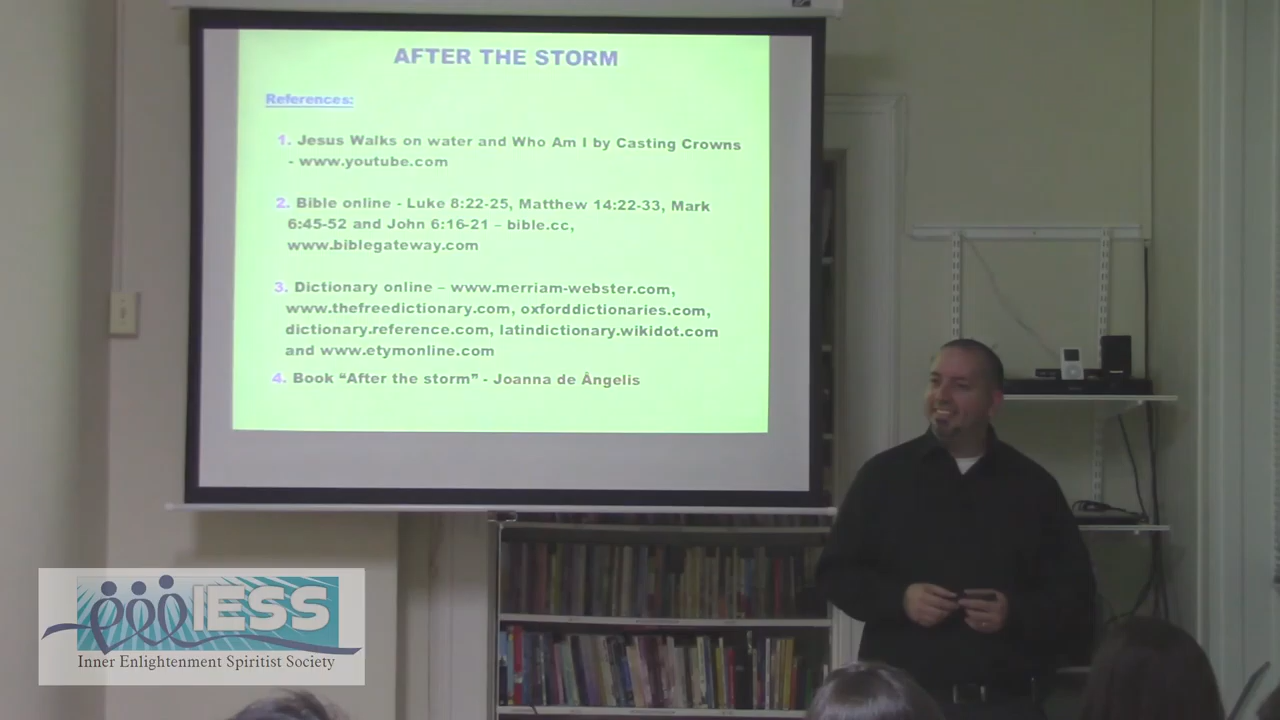 AFTER THE STORM
References:
1. Jesus Walks on water and Who Am I by Casting Crowns
- www.youtube.com
2. Bible online - Luke 8:22-25, Matthew 14:22-33, Mark
6:45-52 and John 6:16-21 – bible.cc,
www.biblegateway.com
3. Dictionary online – www.merriam-webster.com,
www.thefreedictionary.com, oxforddictionaries.com,
dictionary.reference.com, latindictionary.wikidot.com
and www.etymonline.com
4. Book “After the storm” - Joanna de Ângelis
IESS
Inner Enlightenment Spiritist Society